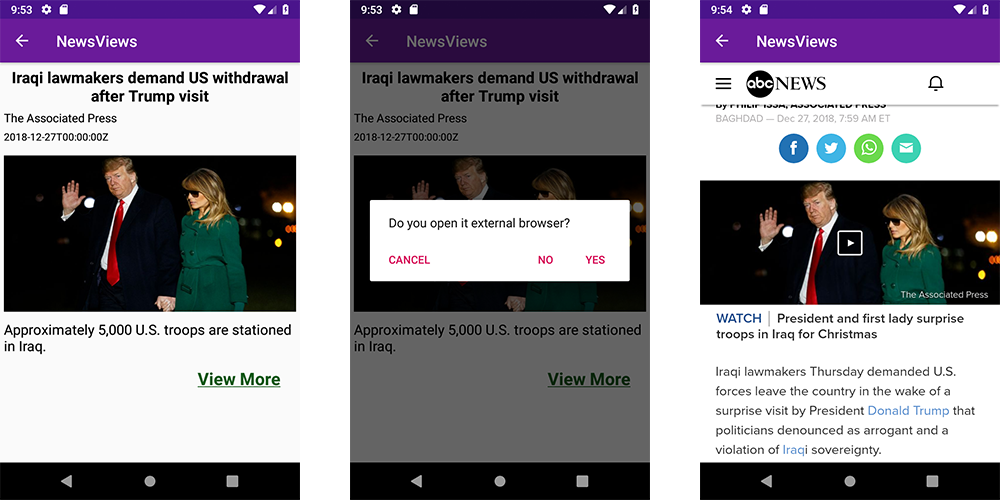 9:53
NewsViews
Iraqi lawmakers demand US withdrawal
after Trump visit
The Associated Press
2018-12-27T00:00:00Z
Approximately 5,000 U.S. troops are stationed
in Iraq.
View More
9:53
NewsViews
Iraqi lawmakers demand US withdrawal
after Trump visit
The Associated Press
2018-12-27T00:00:00Z
Do you open it external browser?
CANCEL NO YES
Approximately 5,000 U.S. troops are stationed
in Iraq.
View More
9:54
NewsViews
abc NEWS
By PHILIP ISSA, ASSOCIATED PRESS
BAGHDAD — Dec 27, 2018, 7:59 AM ET
The Associated Press
WATCH | President and first lady surprise
troops in Iraq for Christmas
Iraqi lawmakers Thursday demanded U.S.
forces leave the country in the wake of a
surprise visit by President Donald Trump that
politicians denounced as arrogant and a
violation of Iraqi sovereignty.